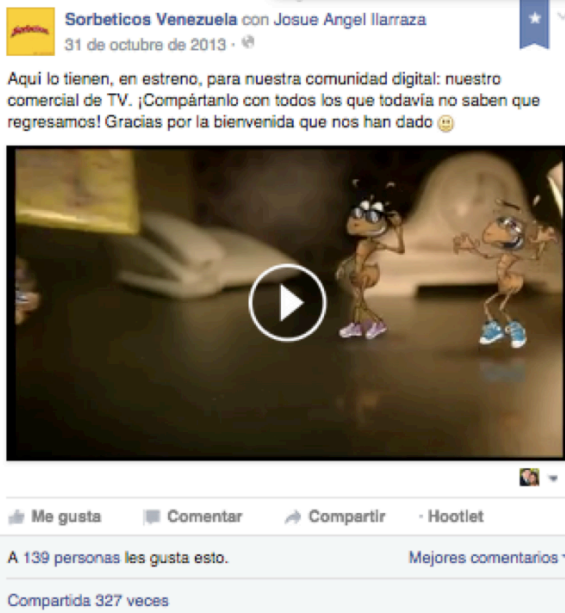 Sorbeticos
Sorbeticos Venezuela con Josue Angel Ilarraza
31 de octubre de 2013 ·
Aquí lo tienen, en estreno, para nuestra comunidad digital: nuestro
comercial de TV. ¡Compártanlo con todos los que todavía no saben que
regresamos! Gracias por la bienvenida que nos han dado
Me gusta Comentar Compartir · Hootlet
A 139 personas les gusta esto. Mejores comentarios
Compartida 327 veces